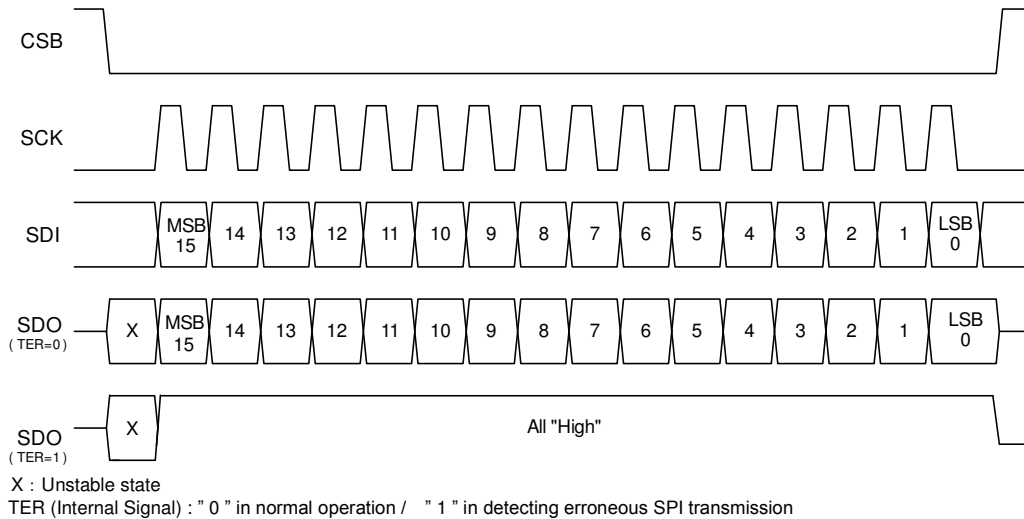 CSB
SCK
SDI
MSB 15 14 13 12 11 10 9 8 7 6 5 4 3 2 1 LSB 0
SDO
( TER=0 )
X MSB 15 14 13 12 11 10 9 8 7 6 5 4 3 2 1 LSB 0
SDO
( TER=1 )
X All "High"
X : Unstable state
TER (Internal Signal) : ” 0 ” in normal operation / ” 1 ” in detecting erroneous SPI transmission